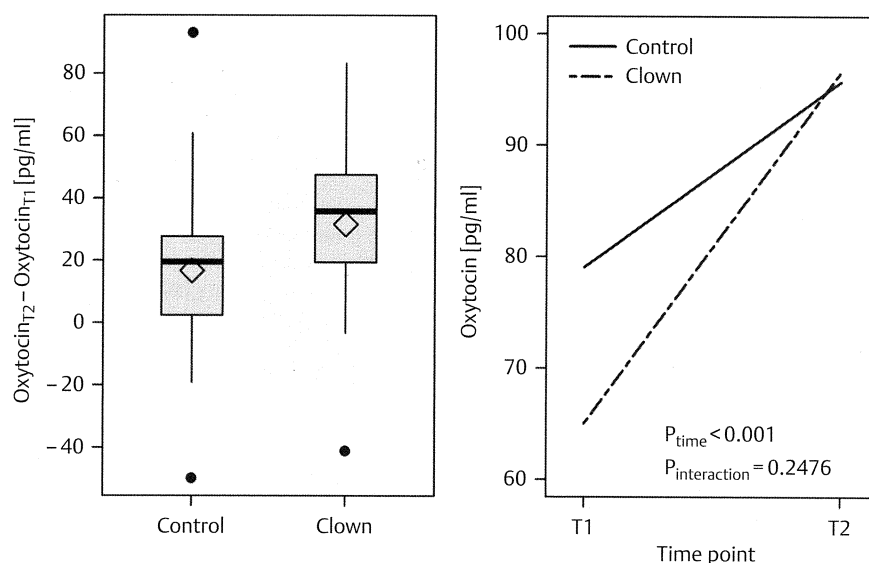 Oxytocin_T2 – Oxytocin_T1 [pg/ml]
80
60
40
20
0
–20
–40
Control
Clown
Oxytocin [pg/ml]
100
90
80
70
60
Control
Clown
P_time < 0.001
P_interaction = 0.2476
T1
T2
Time point